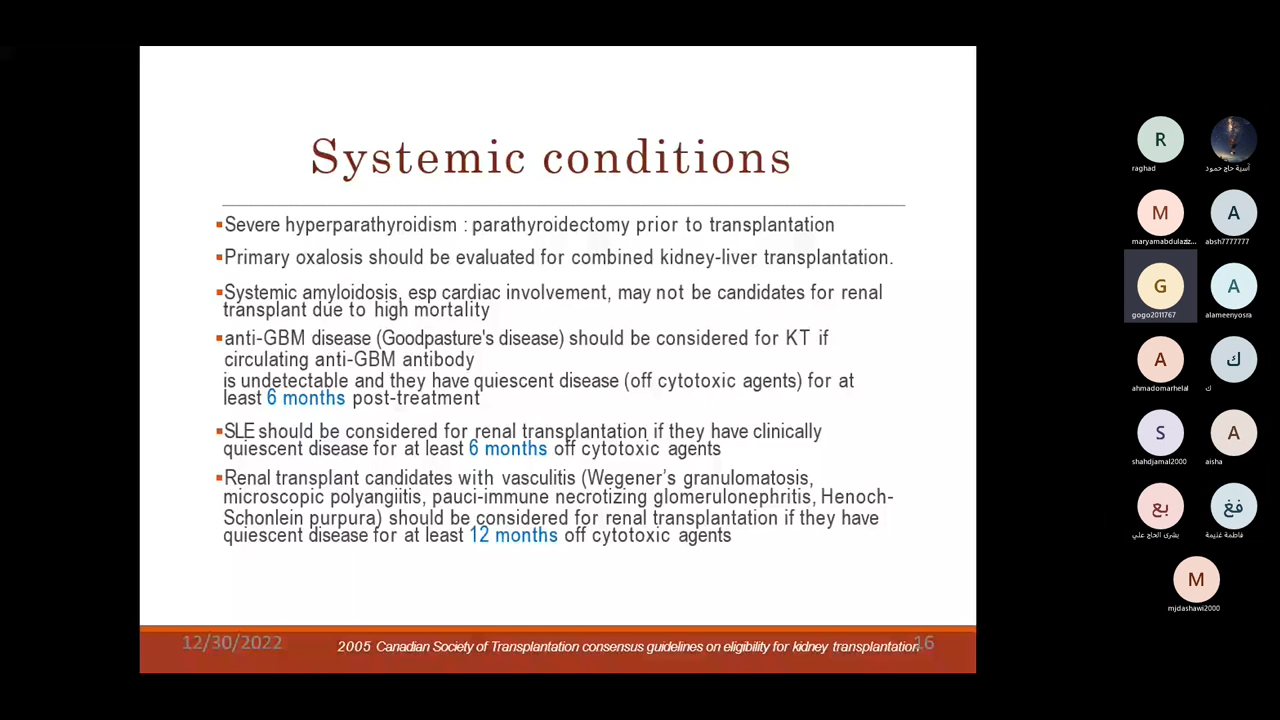 Systemic conditions
▪Severe hyperparathyroidism : parathyroidectomy prior to transplantation
▪Primary oxalosis should be evaluated for combined kidney-liver transplantation.
▪Systemic amyloidosis, esp cardiac involvement, may not be candidates for renal
transplant due to high mortality
▪anti-GBM disease (Goodpasture's disease) should be considered for KT if
circulating anti-GBM antibody
is undetectable and they have quiescent disease (off cytotoxic agents) for at
least 6 months post-treatment
▪SLE should be considered for renal transplantation if they have clinically
quiescent disease for at least 6 months off cytotoxic agents
▪Renal transplant candidates with vasculitis (Wegener’s granulomatosis,
microscopic polyangiitis, pauci-immune necrotizing glomerulonephritis, Henoch-
Schonlein purpura) should be considered for renal transplantation if they have
quiescent disease for at least 12 months off cytotoxic agents
12/30/2022
2005 Canadian Society of Transplantation consensus guidelines on eligibility for kidney transplantation.
16
R
raghad
آسية حاج حمود
M
maryamabdulaziz...
A
absh7777777
G
gogo2011767
A
alameenyosra
A
ahmadomarhelal
ك
ك
S
shahdjamal2000
A
aisha
بع
بشرى الحاج علي
فغ
فاطمة غنيمة
M
mjdashawi2000